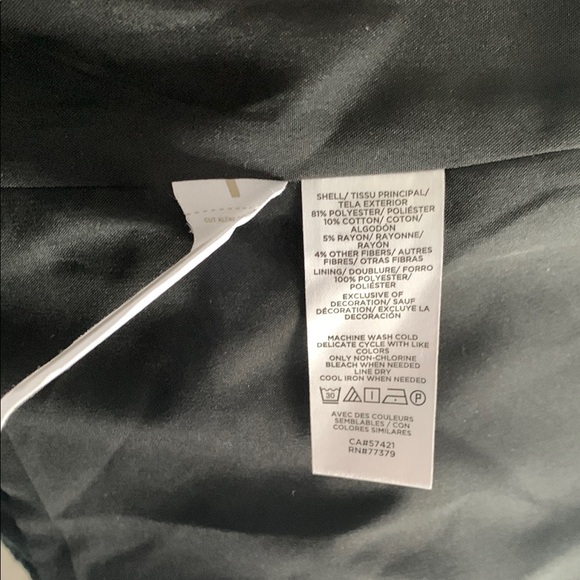 CUT ALONG
SHELL/ TISSU PRINCIPAL/
TELA EXTERIOR
81% POLYESTER/ POLIÉSTER
10% COTTON/ COTON/
ALGODÓN
5% RAYON/ RAYONNE/
RAYÓN
4% OTHER FIBERS/ AUTRES
FIBRES/ OTRAS FIBRAS
LINING/ DOUBLURE/ FORRO
100% POLYESTER/
POLIÉSTER
EXCLUSIVE OF
DECORATION/ SAUF
DÉCORATION/ EXCLUYE LA
DECORACIÓN
MACHINE WASH COLD
DELICATE CYCLE WITH LIKE
COLORS
ONLY NON-CHLORINE
BLEACH WHEN NEEDED
LINE DRY
COOL IRON WHEN NEEDED
30 P
AVEC DES COULEURS
SEMBLABLES / CON
COLORES SIMILARES
CA#57421
RN#77379